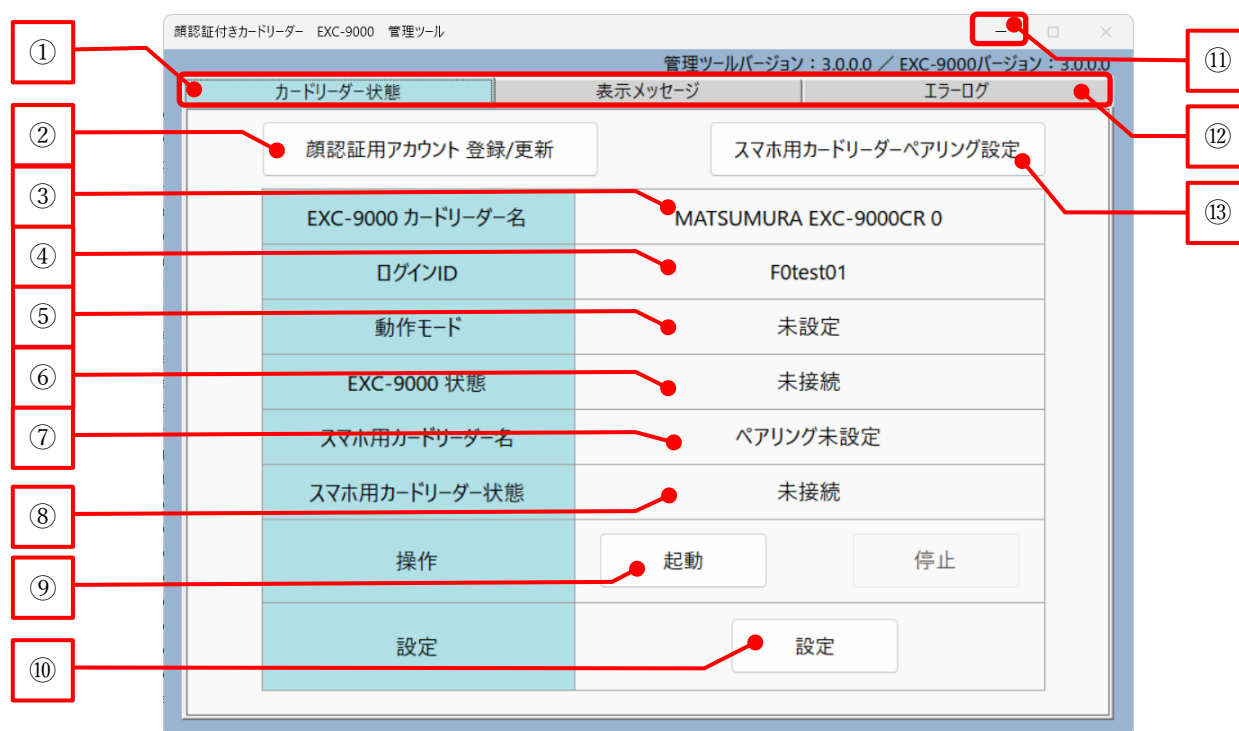 顔認証付きカードリーダー EXC-9000 管理ツール
管理ツールバージョン：3.0.0.0 ／ EXC-9000バージョン：3.0.0.0
カードリーダー状態 表示メッセージ エラーログ
顔認証用アカウント 登録/更新 スマホ用カードリーダーペアリング設定
EXC-9000 カードリーダー名 MATSUMURA EXC-9000CR 0
ログインID F0test01
動作モード 未設定
EXC-9000 状態 未接続
スマホ用カードリーダー名 ペアリング未設定
スマホ用カードリーダー状態 未接続
操作 起動 停止
設定 設定
①
②
③
④
⑤
⑥
⑦
⑧
⑨
⑩
⑪
⑫
⑬